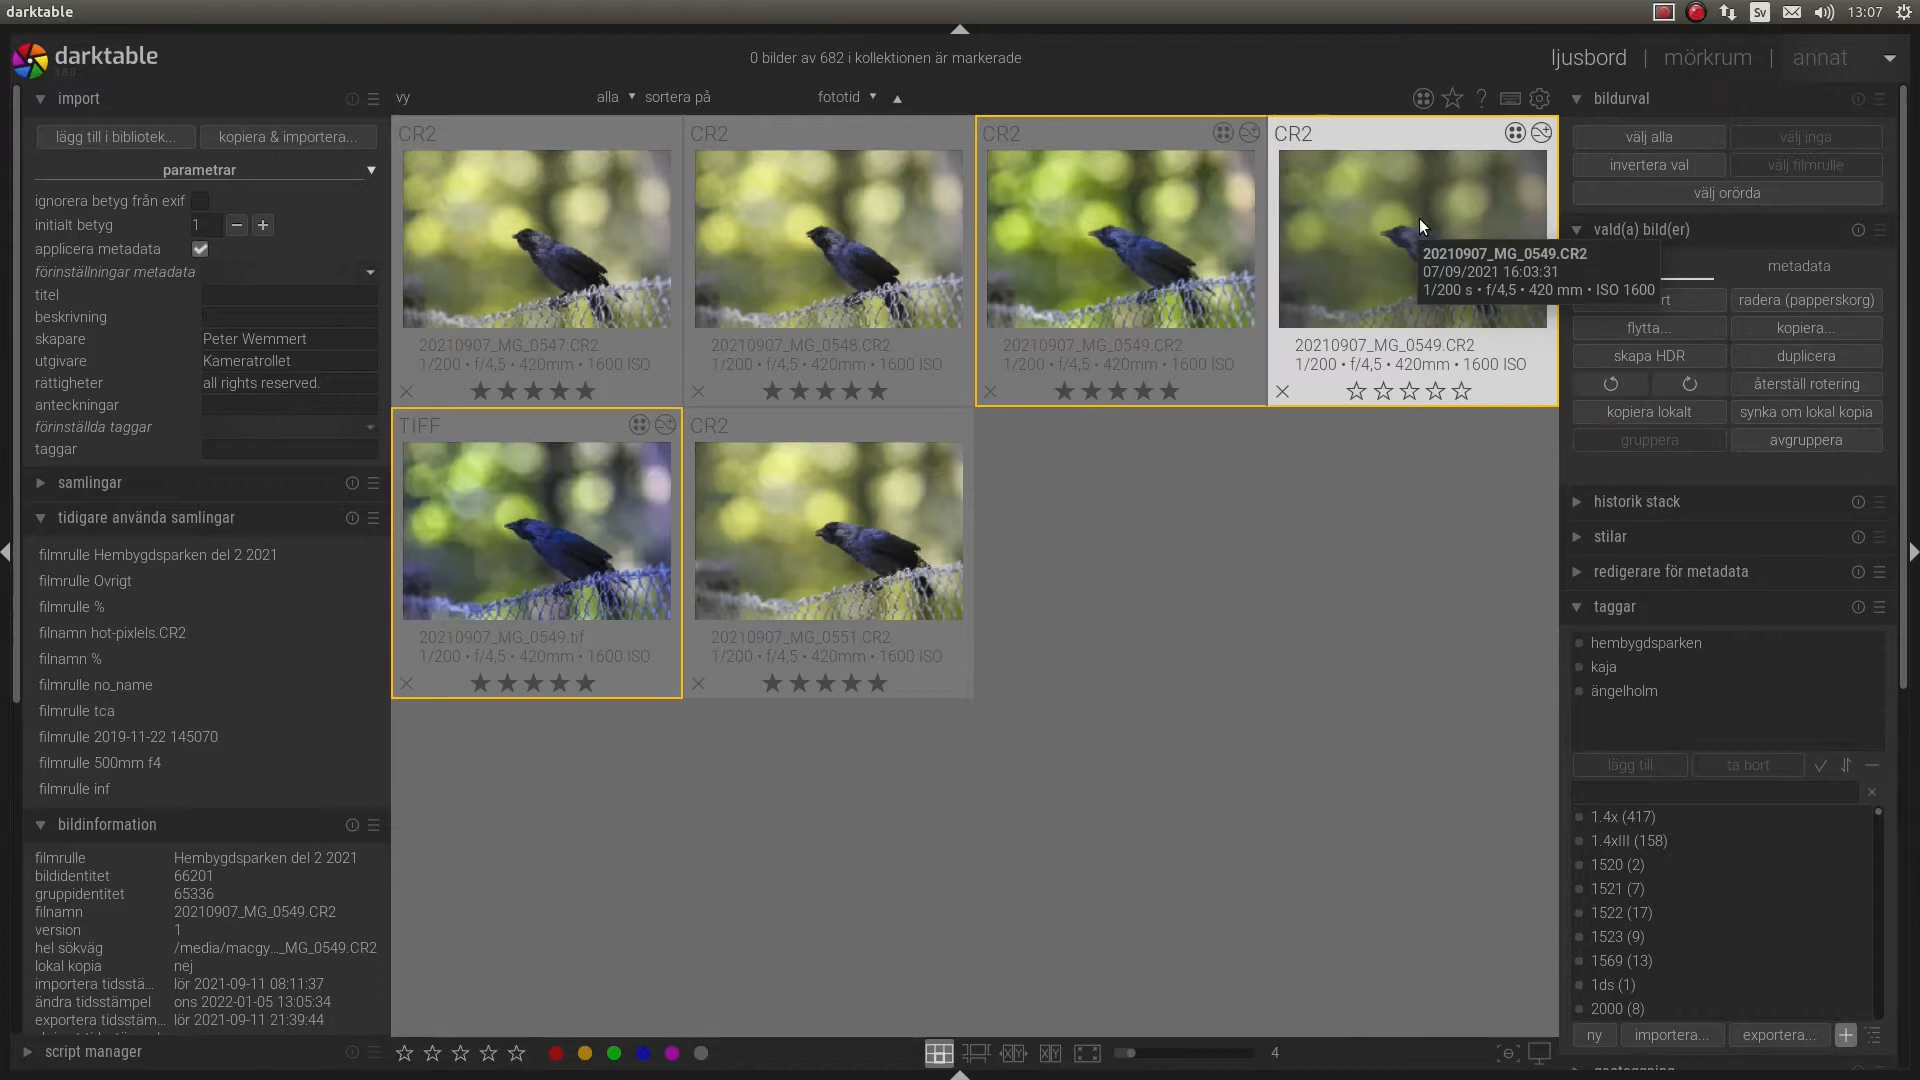 darktable
Sv
13:07
darktable
3.8.0
0 bilder av 682 i kollektionen är markerade
ljusbord | mörkrum | annat
import
lägg till i bibliotek...
kopiera & importera...
parametrar
ignorera betyg från exif
initialt betyg 1
applicera metadata
förinställningar metadata
titel
beskrivning
skapare Peter Wemmert
utgivare Kameratrollet
rättigheter all rights reserved.
anteckningar
förinställda taggar
taggar
samlingar
tidigare använda samlingar
filmrulle Hembygdsparken del 2 2021
filmrulle Ovrigt
filmrulle %
filnamn hot-pixlels.CR2
filnamn %
filmrulle no_name
filmrulle tca
filmrulle 2019-11-22 145070
filmrulle 500mm f4
filmrulle inf
bildinformation
filmrulle Hembygdsparken del 2 2021
bildidentitet 66201
gruppidentitet 65336
filnamn 20210907_MG_0549.CR2
version 1
hel sökväg /media/macgy..._MG_0549.CR2
lokal kopia nej
importera tidsstä... lör 2021-09-11 08:11:37
ändra tidsstämpel ons 2022-01-05 13:05:34
exportera tidsstäm... lör 2021-09-11 21:39:44
script manager
vy alla sortera på fototid
CR2
20210907_MG_0547.CR2
1/200 • f/4,5 • 420mm • 1600 ISO
CR2
20210907_MG_0548.CR2
1/200 • f/4,5 • 420mm • 1600 ISO
CR2
20210907_MG_0549.CR2
1/200 • f/4,5 • 420mm • 1600 ISO
CR2
20210907_MG_0549.CR2
1/200 • f/4,5 • 420mm • 1600 ISO
20210907_MG_0549.CR2
07/09/2021 16:03:31
1/200 s • f/4,5 • 420 mm • ISO 1600
TIFF
20210907_MG_0549.tif
1/200 • f/4,5 • 420mm • 1600 ISO
CR2
20210907_MG_0551.CR2
1/200 • f/4,5 • 420mm • 1600 ISO
4
bildurval
välj alla
välj inga
invertera val
välj filmrulle
välj orörda
vald(a) bild(er)
metadata
rt
radera (papperskorg)
flytta...
kopiera...
skapa HDR
duplicera
återställ rotering
kopiera lokalt
synka om lokal kopia
gruppera
avgruppera
historik stack
stilar
redigerare för metadata
taggar
hembygdsparken
kaja
ängelholm
lägg till
ta bort
1.4x (417)
1.4xIII (158)
1520 (2)
1521 (7)
1522 (17)
1523 (9)
1569 (13)
1ds (1)
2000 (8)
ny
importera...
exportera...